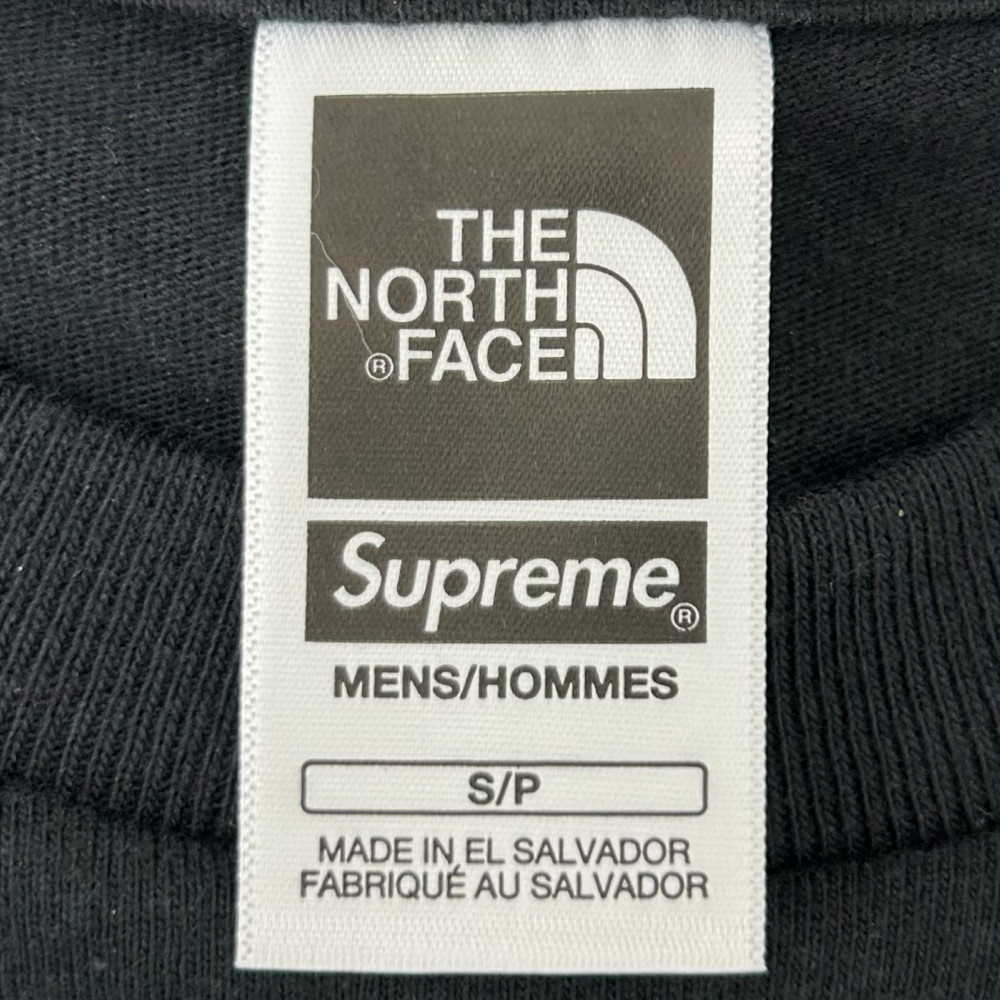 THE
NORTH
®FACE
Supreme®
MENS/HOMMES
S/P
MADE IN EL SALVADOR
FABRIQUÉ AU SALVADOR